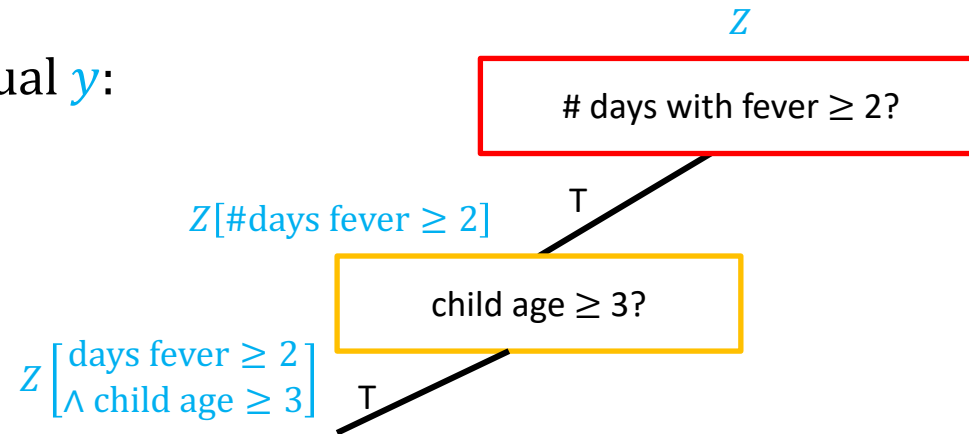 Z
ual y:
# days with fever ≥ 2?
T
Z[#days fever ≥ 2]
child age ≥ 3?
Z[days fever ≥ 2
∧ child age ≥ 3]
T